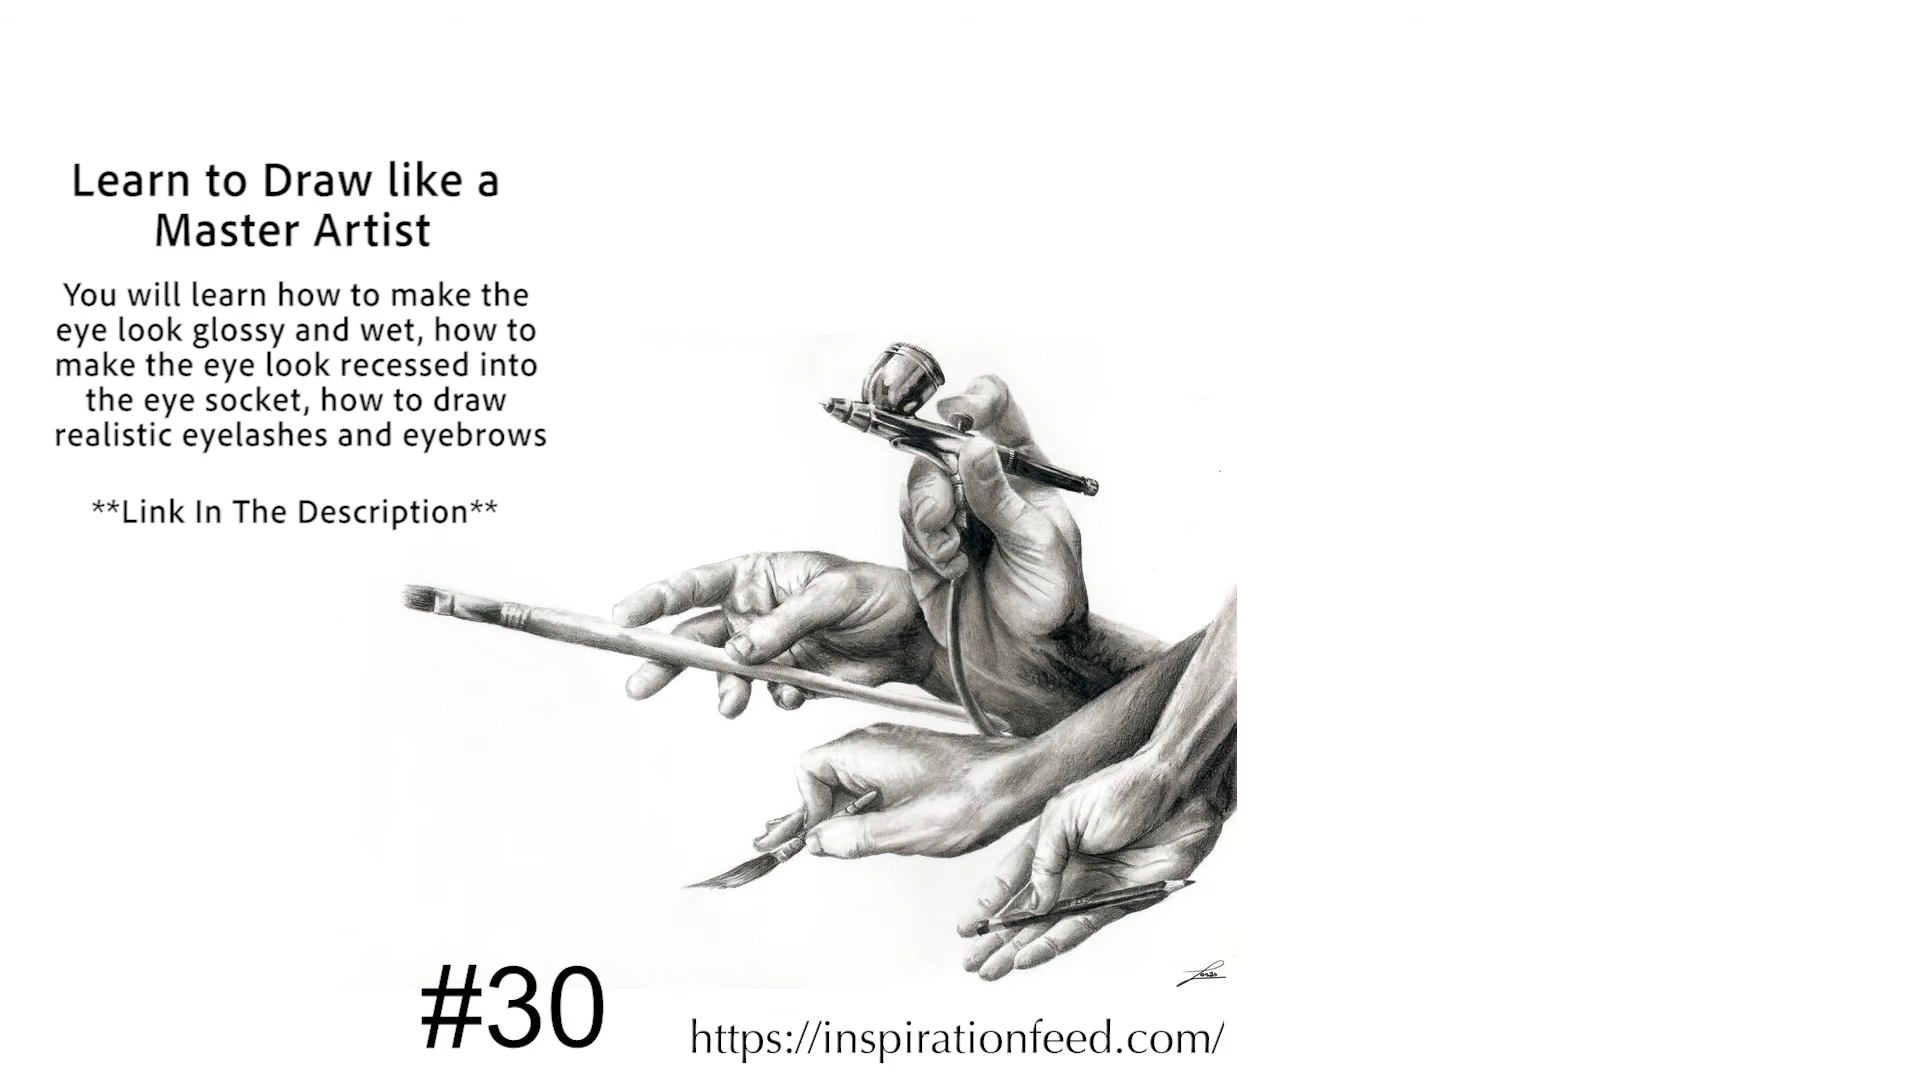 Learn to Draw like a
Master Artist
You will learn how to make the
eye look glossy and wet, how to
make the eye look recessed into
the eye socket, how to draw
realistic eyelashes and eyebrows
**Link In The Description**
#30
https://inspirationfeed.com/